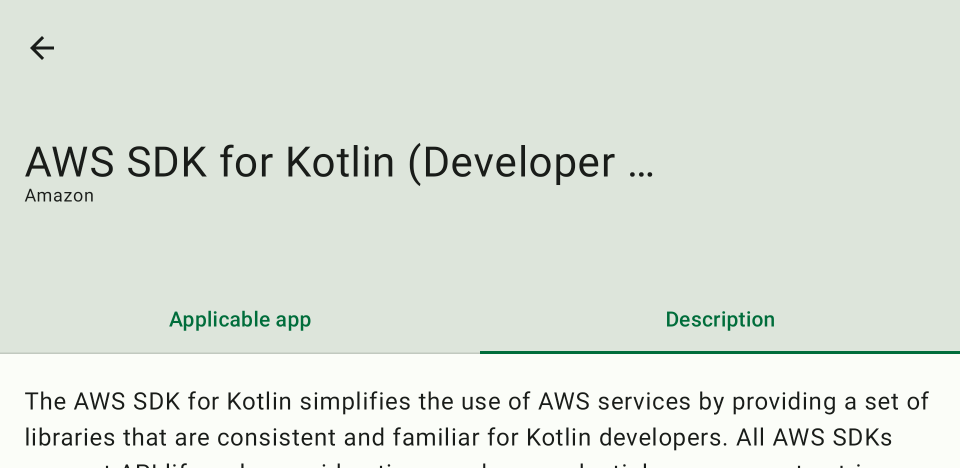 AWS SDK for Kotlin (Developer …
Amazon
Applicable app
Description
The AWS SDK for Kotlin simplifies the use of AWS services by providing a set of
libraries that are consistent and familiar for Kotlin developers. All AWS SDKs